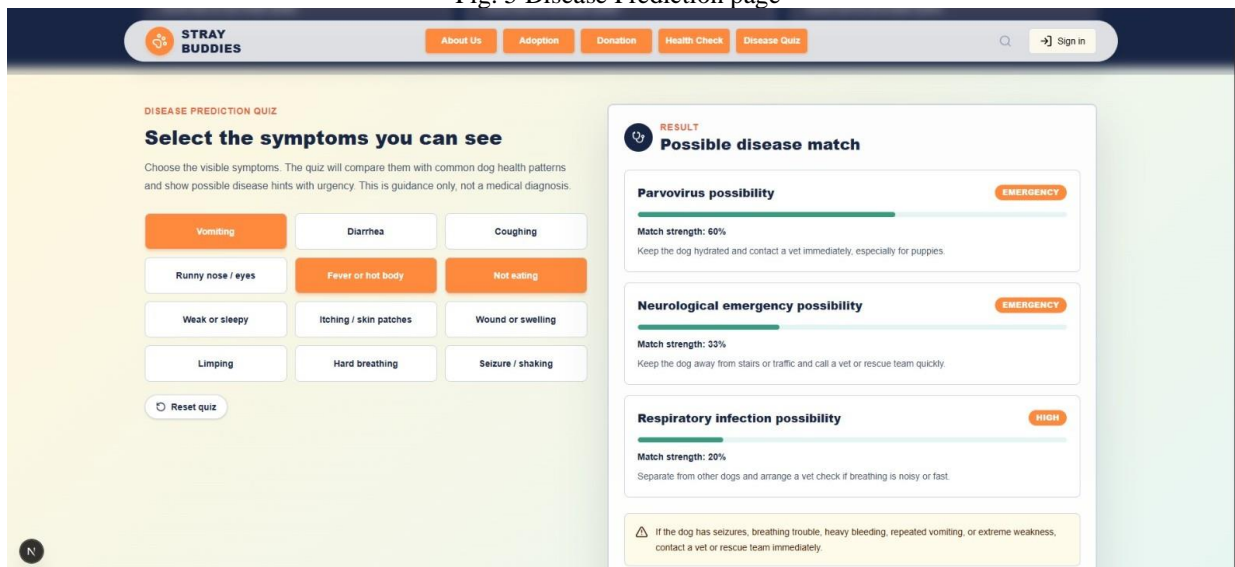 Fig. 5 Disease Prediction page
STRAY
BUDDIES
About Us
Adoption
Donation
Health Check
Disease Quiz
Sign in
DISEASE PREDICTION QUIZ
Select the symptoms you can see
Choose the visible symptoms. The quiz will compare them with common dog health patterns
and show possible disease hints with urgency. This is guidance only, not a medical diagnosis.
Vomiting
Diarrhea
Coughing
Runny nose / eyes
Fever or hot body
Not eating
Weak or sleepy
Itching / skin patches
Wound or swelling
Limping
Hard breathing
Seizure / shaking
Reset quiz
RESULT
Possible disease match
Parvovirus possibility
EMERGENCY
Match strength: 60%
Keep the dog hydrated and contact a vet immediately, especially for puppies.
Neurological emergency possibility
EMERGENCY
Match strength: 33%
Keep the dog away from stairs or traffic and call a vet or rescue team quickly.
Respiratory infection possibility
HIGH
Match strength: 20%
Separate from other dogs and arrange a vet check if breathing is noisy or fast.
If the dog has seizures, breathing trouble, heavy bleeding, repeated vomiting, or extreme weakness,
contact a vet or rescue team immediately.
N